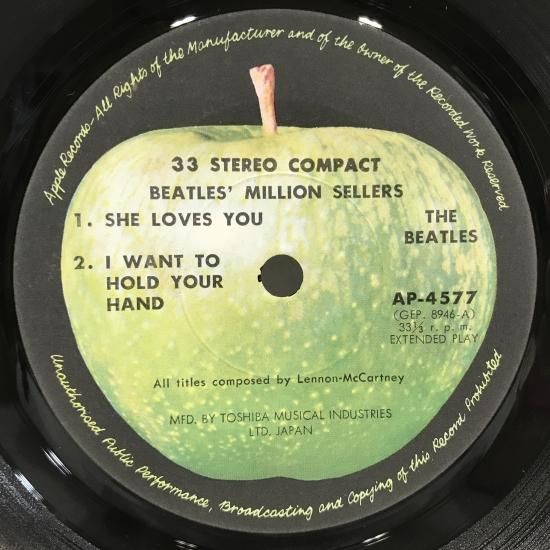 Apple Records-All Rights of the Manufacturer and of the Owner of the Recorded Work Reserved
33 STEREO COMPACT
BEATLES' MILLION SELLERS
1. SHE LOVES YOU
2. I WANT TO
HOLD YOUR
HAND
THE
BEATLES
AP-4577
(GEP. 8946-A)
33⅓ r. p. m.
EXTENDED PLAY
All titles composed by Lennon-McCartney
MFD. BY TOSHIBA MUSICAL INDUSTRIES
LTD. JAPAN
Unauthorised Public Performance, Broadcasting and Copying of this Record Prohibited